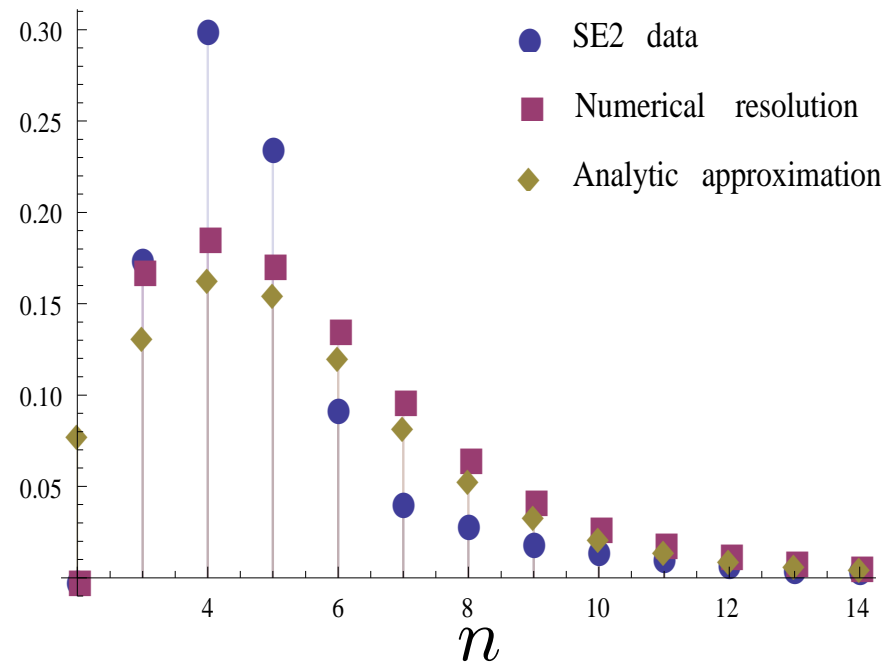 0.30
SE2 data
0.25
Numerical resolution
Analytic approximation
0.20
0.15
0.10
0.05
4 6 8 10 12 14
n